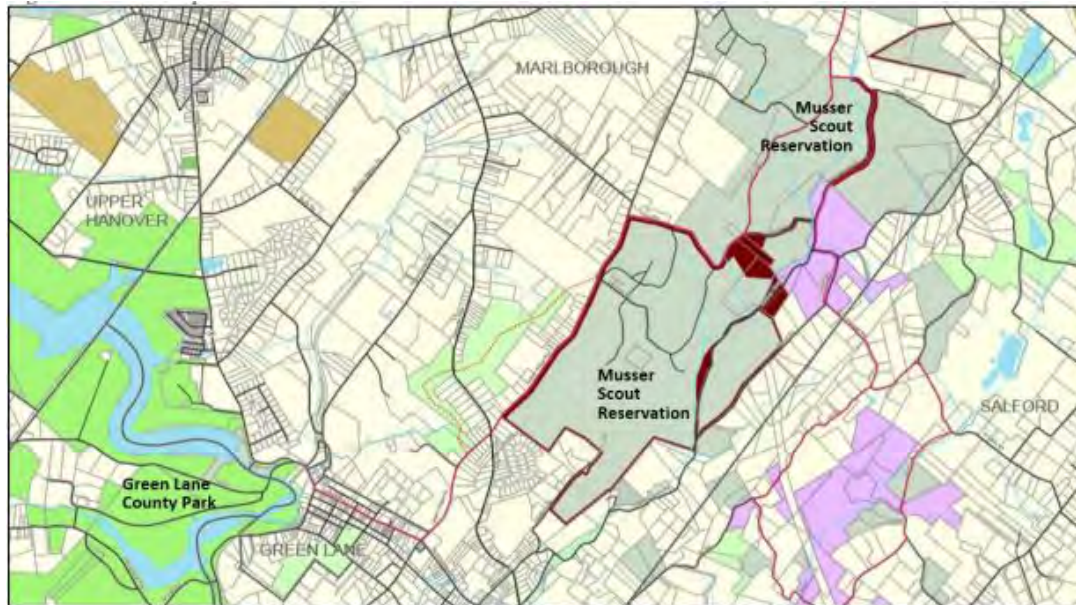 MARLBOROUGH
Musser
Scout
Reservation
UPPER
HANOVER
Musser
Scout
Reservation
SALFORD
Green Lane
County Park
GREEN LANE